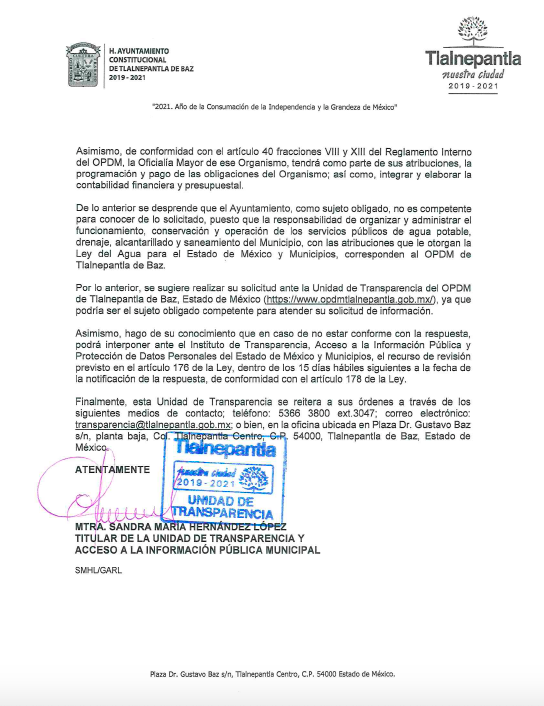 H. AYUNTAMIENTO
CONSTITUCIONAL
DE TLALNEPANTLA DE BAZ
2019 - 2021
Tlalnepantla
nuestra ciudad
2019 - 2021
"2021. Año de la Consumación de la Independencia y la Grandeza de México"
Asimismo, de conformidad con el artículo 40 fracciones VIII y XIII del Reglamento Interno
del OPDM, la Oficialía Mayor de ese Organismo, tendrá como parte de sus atribuciones, la
programación y pago de las obligaciones del Organismo; así como, integrar y elaborar la
contabilidad financiera y presupuestal.
De lo anterior se desprende que el Ayuntamiento, como sujeto obligado, no es competente
para conocer de lo solicitado, puesto que la responsabilidad de organizar y administrar el
funcionamiento, conservación y operación de los servicios públicos de agua potable,
drenaje, alcantarillado y saneamiento del Municipio, con las atribuciones que le otorgan la
Ley del Agua para el Estado de México y Municipios, corresponden al OPDM de
Tlalnepantla de Baz.
Por lo anterior, se sugiere realizar su solicitud ante la Unidad de Transparencia del OPDM
de Tlalnepantla de Baz, Estado de México (https://www.opdmtlalnepantla.gob.mx/), ya que
podría ser el sujeto obligado competente para atender su solicitud de información.
Asimismo, hago de su conocimiento que en caso de no estar conforme con la respuesta,
podrá interponer ante el Instituto de Transparencia, Acceso a la Información Pública y
Protección de Datos Personales del Estado de México y Municipios, el recurso de revisión
previsto en el artículo 176 de la Ley, dentro de los 15 días hábiles siguientes a la fecha de
la notificación de la respuesta, de conformidad con el artículo 178 de la Ley.
Finalmente, esta Unidad de Transparencia se reitera a sus órdenes a través de los
siguientes medios de contacto; teléfono: 5366 3800 ext.3047; correo electrónico:
transparencia@tlalnepantla.gob.mx; o bien, en la oficina ubicada en Plaza Dr. Gustavo Baz
s/n, planta baja, Col. Tlalnepantla Centro, C.P. 54000, Tlalnepantla de Baz, Estado de
México.
Tlalnepantla
nuestra ciudad
2019 - 2021
UNIDAD DE
TRANSPARENCIA
ATENTAMENTE
MTRA. SANDRA MARÍA HERNÁNDEZ LÓPEZ
TITULAR DE LA UNIDAD DE TRANSPARENCIA Y
ACCESO A LA INFORMACIÓN PÚBLICA MUNICIPAL
SMHL/GARL
Plaza Dr. Gustavo Baz s/n, Tlalnepantla Centro, C.P. 54000 Estado de México.